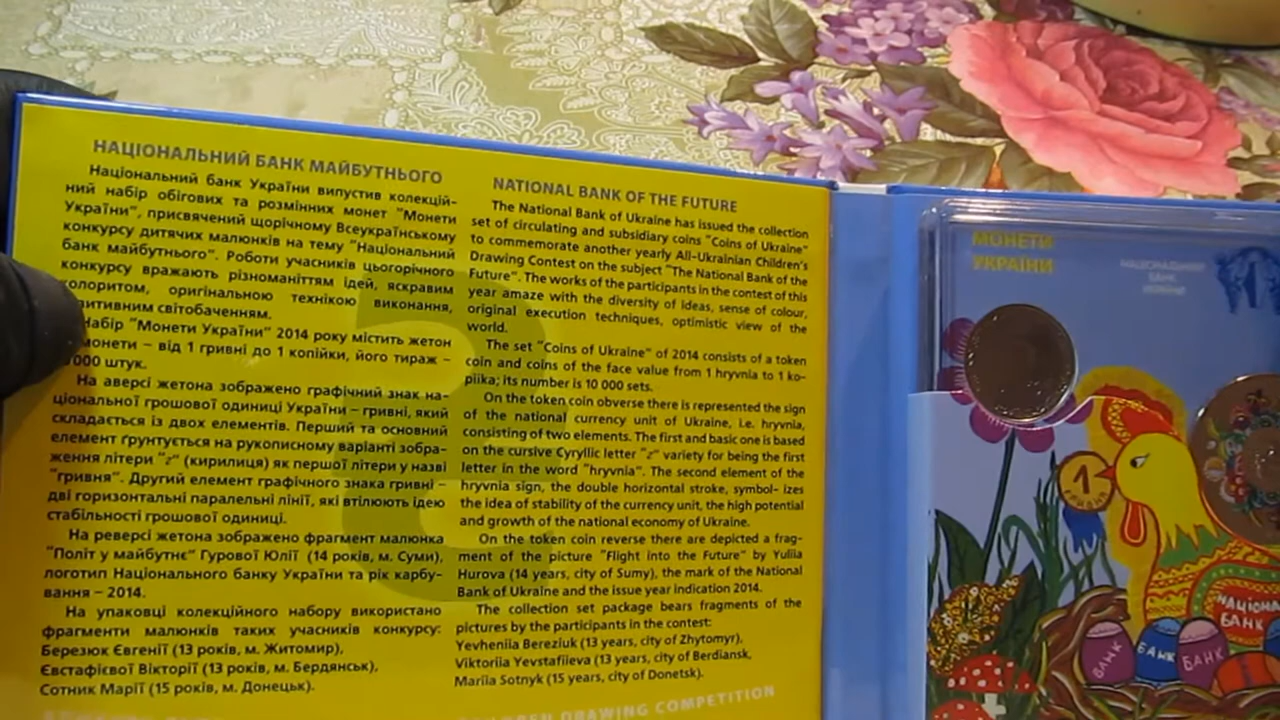 НАЦІОНАЛЬНИЙ БАНК МАЙБУТНЬОГО
Національний банк України випустив колекцій-
ний набір обігових та розмінних монет "Монети
України", присвячений щорічному Всеукраїнському
конкурсу дитячих малюнків на тему "Національний
банк майбутнього". Роботи учасників цьогорічного
конкурсу вражають різноманіттям ідей, яскравим
колоритом, оригінальною технікою виконання,
світобаченням.
Набір "Монети України" 2014 року містить жетон
монети – від 1 гривні до 1 копійки, його тираж –
000 штук.
На аверсі жетона зображено графічний знак на-
ціональної грошової одиниці України – гривні, який
складається із двох елементів. Перший та основний
елемент ґрунтується на рукописному варіанті зобра-
ження літери "г" (кирилиця) як першої літери у назві
"гривня". Другий елемент графічного знака гривні –
дві горизонтальні паралельні лінії, які втілюють ідею
стабільності грошової одиниці.
На реверсі жетона зображено фрагмент малюнка
"Політ у майбутнє" Гурової Юлії (14 років, м. Суми),
логотип Національного банку України та рік карбу-
вання – 2014.
На упаковці колекційного набору використано
фрагменти малюнків таких учасників конкурсу:
Березюк Євгенії (13 років, м. Житомир),
Євстафієвої Вікторії (13 років, м. Бердянськ),
Сотник Марії (15 років, м. Донецьк).
NATIONAL BANK OF THE FUTURE
The National Bank of Ukraine has issued the collection
set of circulating and subsidiary coins "Coins of Ukraine"
to commemorate another yearly All-Ukrainian Children's
Drawing Contest on the subject "The National Bank of the
Future". The works of the participants in the contest of this
year amaze with the diversity of ideas, sense of colour,
original execution techniques, optimistic view of the
world.
The set "Coins of Ukraine" of 2014 consists of a token
coin and coins of the face value from 1 hryvnia to 1 ko-
piika; its number is 10 000 sets.
On the token coin obverse there is represented the sign
of the national currency unit of Ukraine, i.e. hryvnia,
consisting of two elements. The first and basic one is based
on the cursive Cyryllic letter "г" variety for being the first
letter in the word "hryvnia". The second element of the
hryvnia sign, the double horizontal stroke, symbol- izes
the idea of stability of the currency unit, the high potential
and growth of the national economy of Ukraine.
On the token coin reverse there are depicted a frag-
ment of the picture "Flight into the Future" by Yuliia
Hurova (14 years, city of Sumy), the mark of the National
Bank of Ukraine and the issue year indication 2014.
The collection set package bears fragments of the
pictures by the participants in the contest:
Yevheniia Bereziuk (13 years, city of Zhytomyr),
Viktoriia Yevstafiieva (13 years, city of Berdiansk,
Mariia Sotnyk (15 years, city of Donetsk).
DRAWING COMPETITION
МОНЕТИ
УКРАЇНИ
НАЦІОНАЛЬНИЙ
БАНК
УКРАЇНИ
1
ГРИВНЯ
НАЦІОНА
БАНК
БАНК
БАНК
БАНК